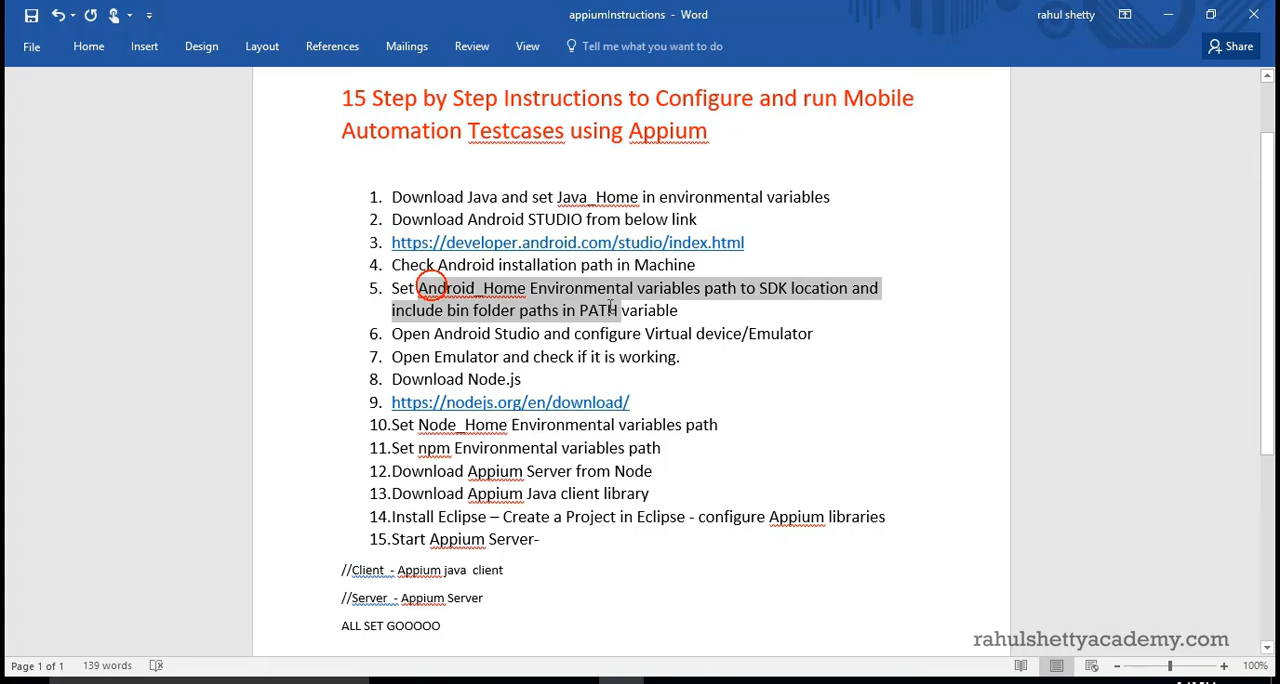 appiumInstructions - Word
rahul shetty
File Home Insert Design Layout References Mailings Review View Tell me what you want to do Share
15 Step by Step Instructions to Configure and run Mobile
Automation Testcases using Appium
1. Download Java and set Java_Home in environmental variables
2. Download Android STUDIO from below link
3. https://developer.android.com/studio/index.html
4. Check Android installation path in Machine
5. Set Android_Home Environmental variables path to SDK location and
include bin folder paths in PATH variable
6. Open Android Studio and configure Virtual device/Emulator
7. Open Emulator and check if it is working.
8. Download Node.js
9. https://nodejs.org/en/download/
10.Set Node_Home Environmental variables path
11.Set npm Environmental variables path
12.Download Appium Server from Node
13.Download Appium Java client library
14.Install Eclipse – Create a Project in Eclipse - configure Appium libraries
15.Start Appium Server-
//Client - Appium java client
//Server - Appium Server
ALL SET GOOOOO
rahulshettyacademy.com
Page 1 of 1 139 words 100%